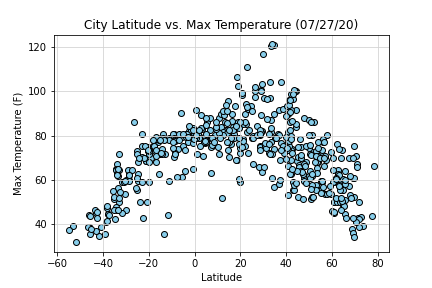 City Latitude vs. Max Temperature (07/27/20)
120
100
80
60
40
Max Temperature (F)
−60 −40 −20 0 20 40 60 80
Latitude